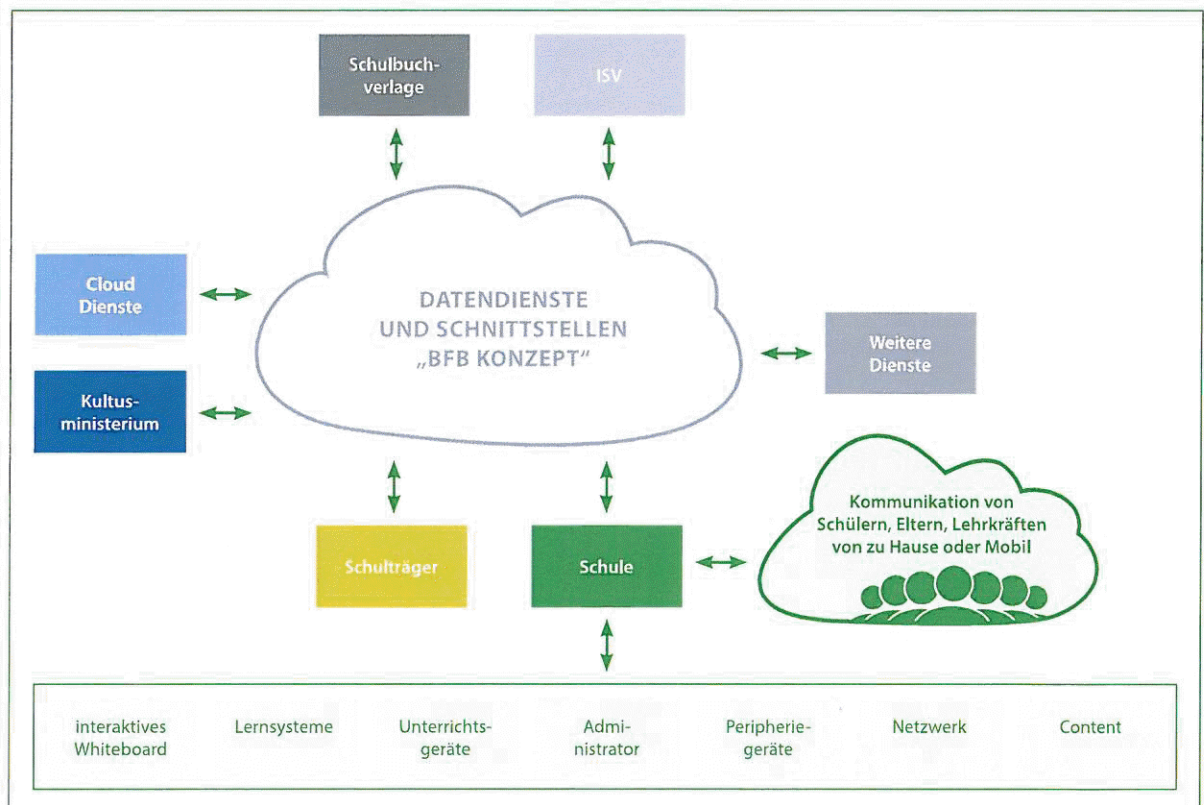 Schulbuch-
verlage
ISV
Cloud
Dienste
DATENDIENSTE
UND SCHNITTSTELLEN
„BFB KONZEPT“
Weitere
Dienste
Kultus-
ministerium
Kommunikation von
Schülern, Eltern, Lehrkräften
von zu Hause oder Mobil
Schulträger
Schule
interaktives
Whiteboard
Lernsysteme
Unterrichts-
geräte
Admi-
nistrator
Peripherie-
geräte
Netzwerk
Content